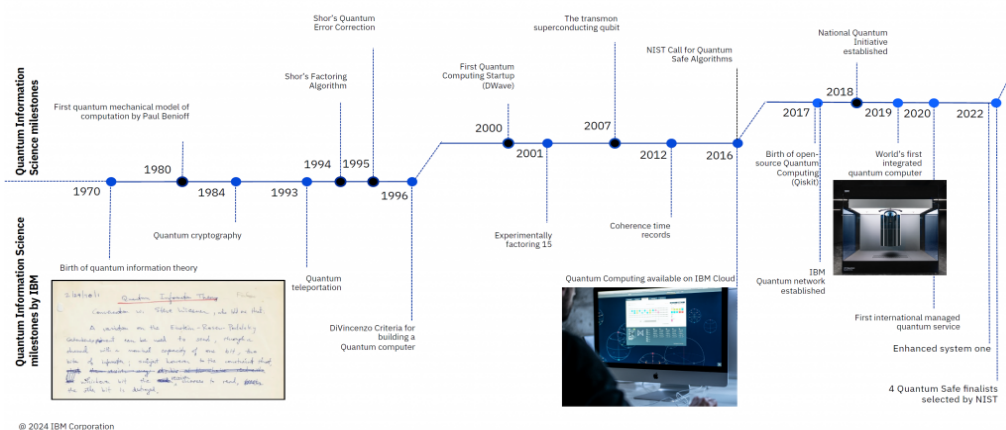 Quantum Information
Science milestones
Quantum Information Science
milestones by IBM
First quantum mechanical model
of computation by Paul Benioff
Shor's Factoring
Algorithm
Shor's Quantum
Error Correction
First Quantum
Computing Startup
(DWave)
The transmon
superconducting qubit
NIST Call for Quantum
Safe Algorithms
National Quantum
Initiative
established
1970
1980
1984
1993
1994
1995
1996
2000
2001
2007
2012
2016
2017
2018
2019
2020
2022
Birth of quantum information theory
Quantum cryptography
Quantum
teleportation
DiVincenzo Criteria for
building a
Quantum computer
Experimentally
factoring 15
Coherence time
records
Quantum Computing available on IBM Cloud
Birth of open-
source Quantum
Computing
(Qiskit)
IBM
Quantum network
established
World's first
integrated
quantum computer
First international managed
quantum service
Enhanced system one
4 Quantum Safe finalists
selected by NIST
Quantum Information Theory
@ 2024 IBM Corporation